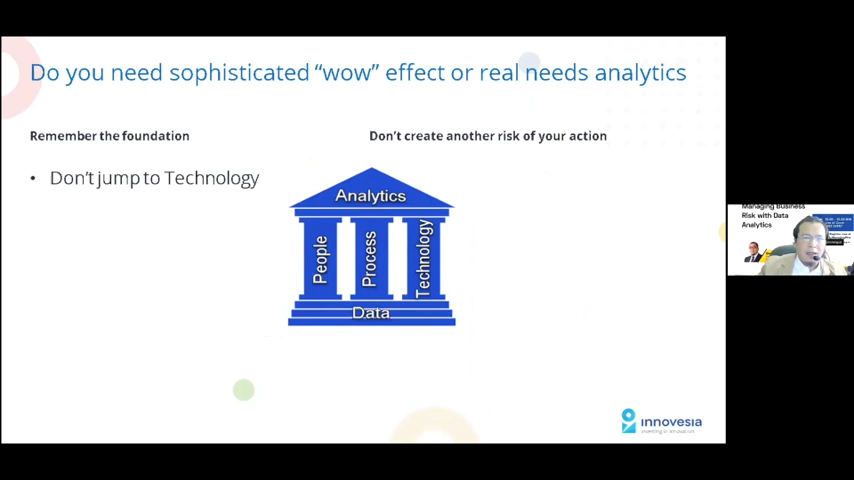 Do you need sophisticated “wow” effect or real needs analytics
Remember the foundation
Don’t create another risk of your action
• Don’t jump to Technology
Analytics
People
Process
Technology
Data
innovesia
Managing Business
Risk with Data
Analytics